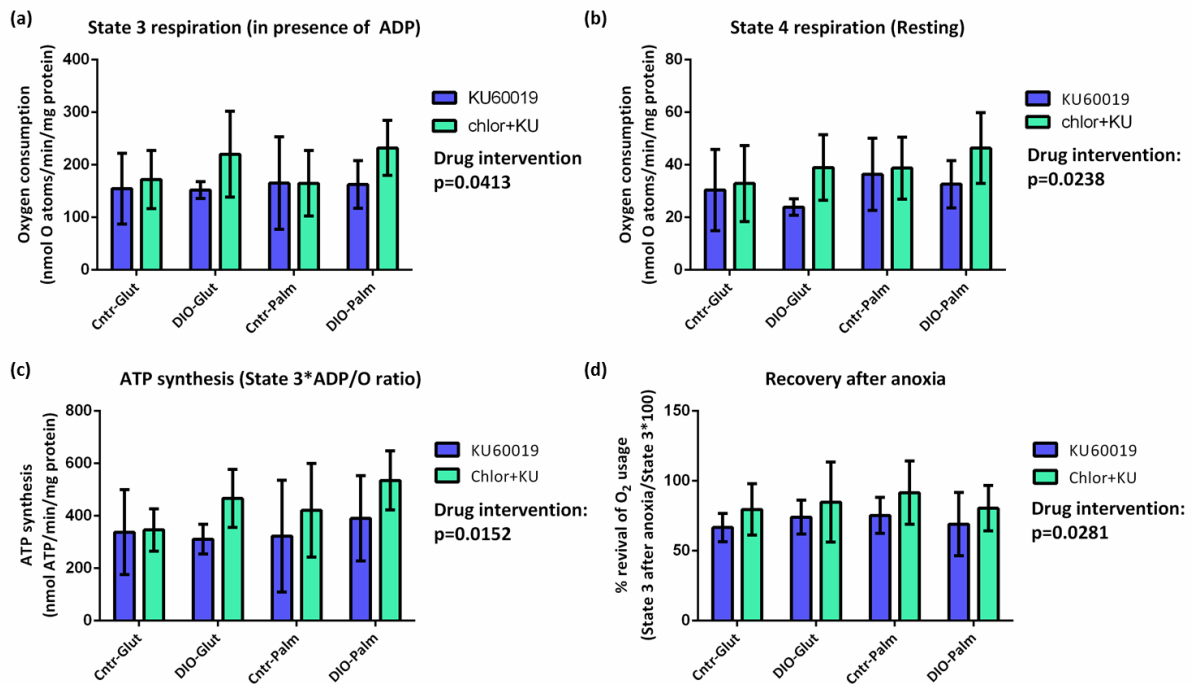 (a)
State 3 respiration (in presence of ADP)
Oxygen consumption
(nmol O atoms/min/mg protein)
400
300
200
100
0
Cntr-Glut
DIO-Glut
Cntr-Palm
DIO-Palm
KU60019
chlor+KU
Drug intervention
p=0.0413
(b)
State 4 respiration (Resting)
Oxygen consumption
(nmol O atoms/min/mg protein)
80
60
40
20
0
Cntr-Glut
DIO-Glut
Cntr-Palm
DIO-Palm
KU60019
chlor+KU
Drug intervention:
p=0.0238
(c)
ATP synthesis (State 3*ADP/O ratio)
ATP synthesis
(nmol ATP/min/mg protein)
800
600
400
200
0
Cntr-Glut
DIO-Glut
Cntr-Palm
DIO-Palm
KU60019
Chlor+KU
Drug intervention:
p=0.0152
(d)
Recovery after anoxia
% revival of O₂ usage
(State 3 after anoxia/State 3*100)
150
100
50
0
Cntr-Glut
DIO-Glut
Cntr-Palm
DIO-Palm
KU60019
Chlor+KU
Drug intervention:
p=0.0281